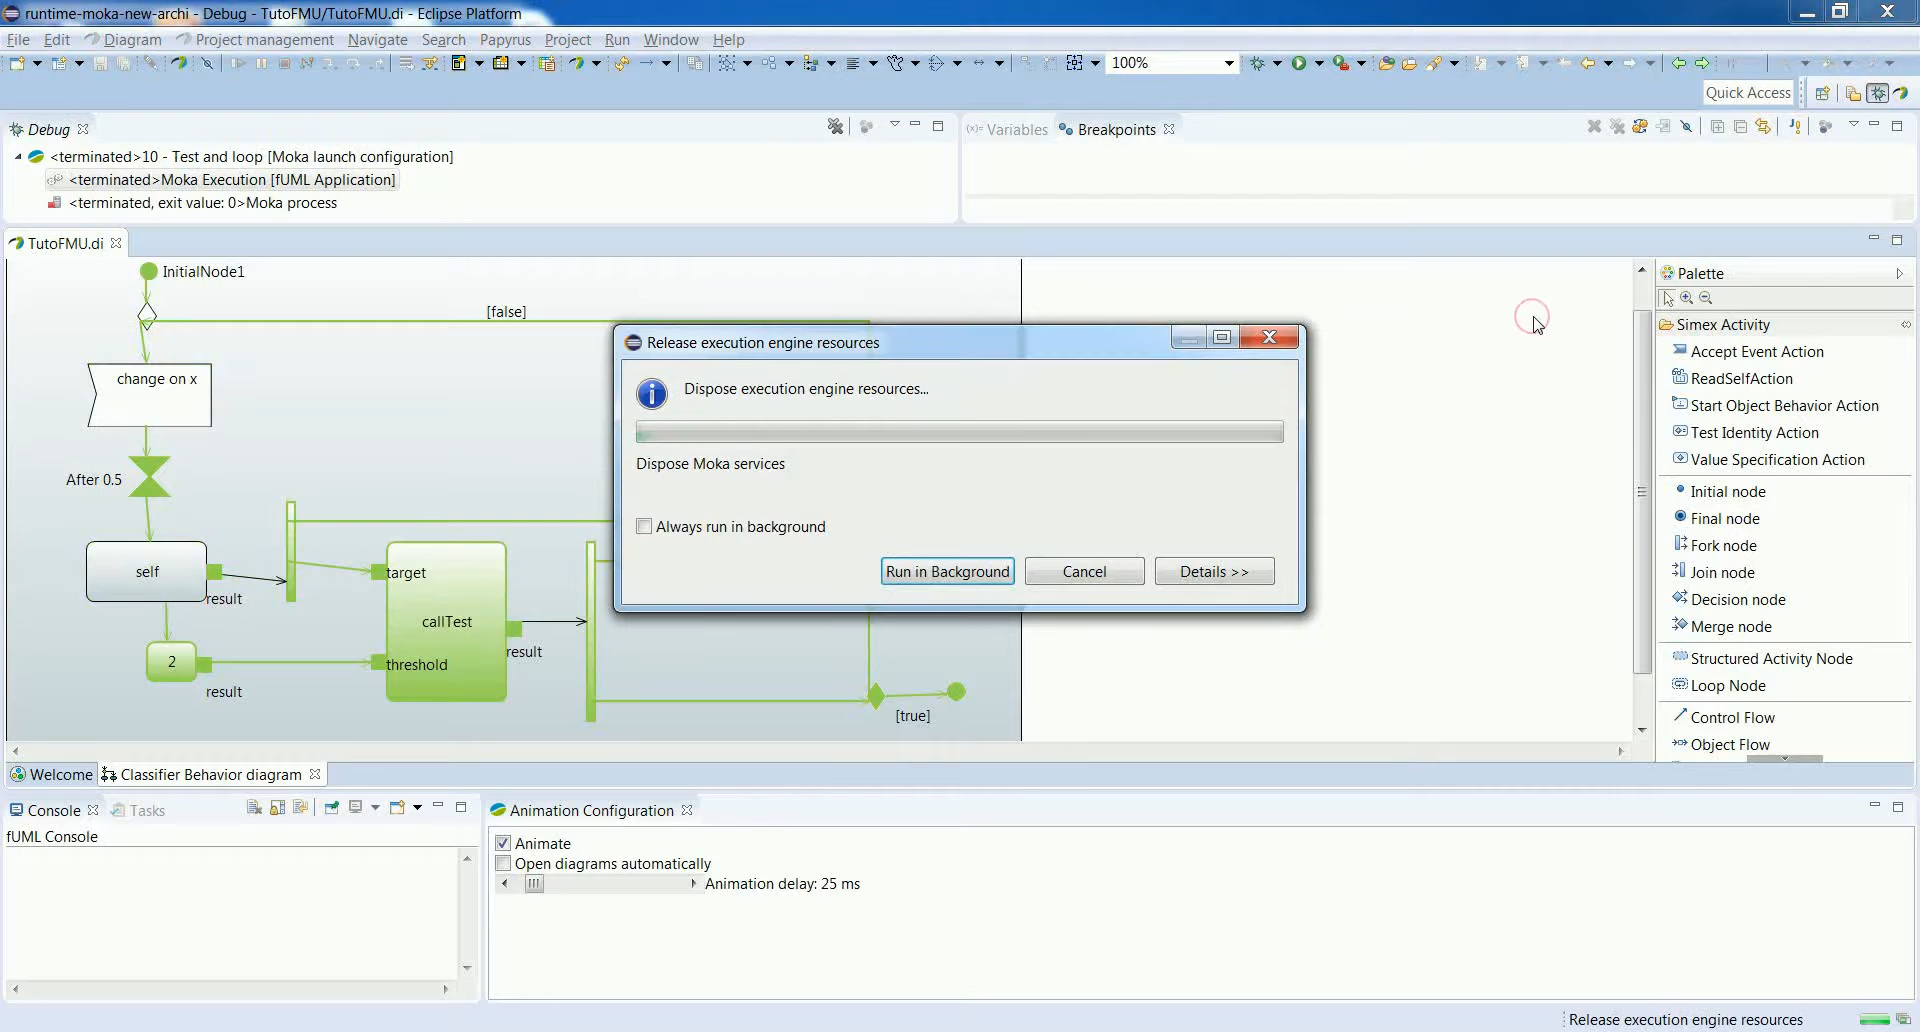 runtime-moka-new-archi - Debug - TutoFMU/TutoFMU.di - Eclipse Platform
File Edit Diagram Project management Navigate Search Papyrus Project Run Window Help
100%
Quick Access
Debug
(x)= Variables Breakpoints
<terminated>10 - Test and loop [Moka launch configuration]
<terminated>Moka Execution [fUML Application]
<terminated, exit value: 0>Moka process
TutoFMU.di
InitialNode1
[false]
change on x
After 0.5
self
result
target
callTest
result
2
threshold
result
[true]
Release execution engine resources
Dispose execution engine resources...
Dispose Moka services
Always run in background
Run in Background Cancel Details >>
Palette
Simex Activity
Accept Event Action
ReadSelfAction
Start Object Behavior Action
Test Identity Action
Value Specification Action
Initial node
Final node
Fork node
Join node
Decision node
Merge node
Structured Activity Node
Loop Node
Control Flow
Object Flow
Welcome Classifier Behavior diagram
Console Tasks
fUML Console
Animation Configuration
Animate
Open diagrams automatically
Animation delay: 25 ms
Release execution engine resources